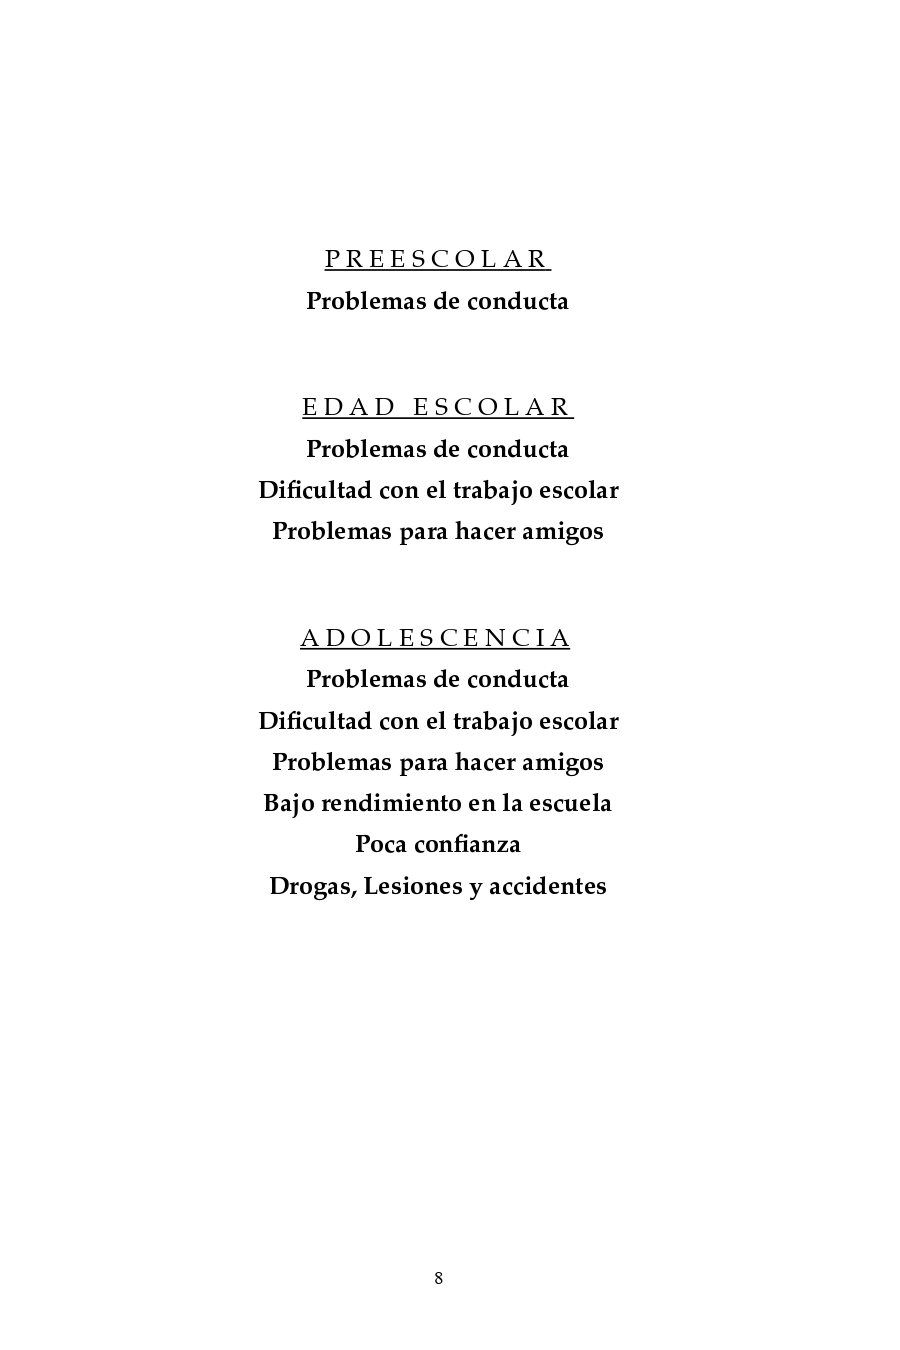 PREESCOLAR
Problemas de conducta
EDAD ESCOLAR
Problemas de conducta
Dificultad con el trabajo escolar
Problemas para hacer amigos
ADOLESCENCIA
Problemas de conducta
Dificultad con el trabajo escolar
Problemas para hacer amigos
Bajo rendimiento en la escuela
Poca confianza
Drogas, Lesiones y accidentes
8